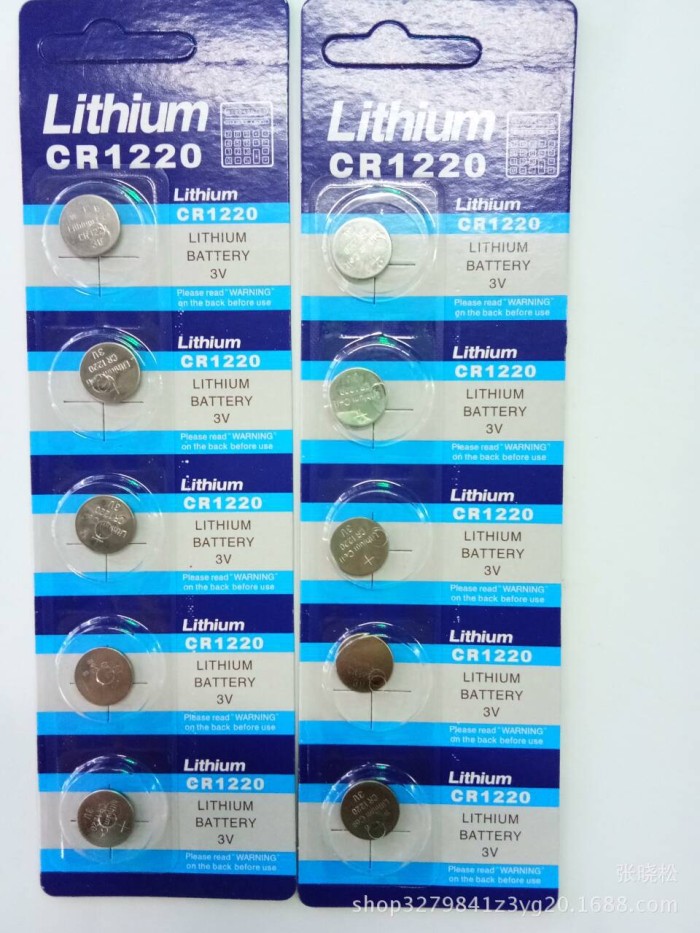 Lithium
CR1220
Lithium
CR1220
LITHIUM
BATTERY
3V
Please read "WARNING"
on the back before use
Lithium
CR1220
LITHIUM
BATTERY
3V
Please read "WARNING"
on the back before use
Lithium
CR1220
LITHIUM
BATTERY
3V
Please read "WARNING"
on the back before use
Lithium
CR1220
LITHIUM
BATTERY
3V
Please read "WARNING"
on the back before use
Lithium
CR1220
LITHIUM
BATTERY
3V
Please read "WARNING"
on the back before use
Lithium
CR1220
Lithium
CR1220
LITHIUM
BATTERY
3V
Please read "WARNING"
on the back before use
Lithium
CR1220
LITHIUM
BATTERY
3V
Please read "WARNING"
on the back before use
Lithium
CR1220
LITHIUM
BATTERY
3V
Please read "WARNING"
on the back before use
Lithium Cell
CR1220
3V
+
Lithium
CR1220
LITHIUM
BATTERY
3V
Please read "WARNING"
on the back before use
Lithium
CR1220
LITHIUM
BATTERY
3V
Please read "WARNING"
on the back before use
张晓松
shop3279841z3yg20.1688.com